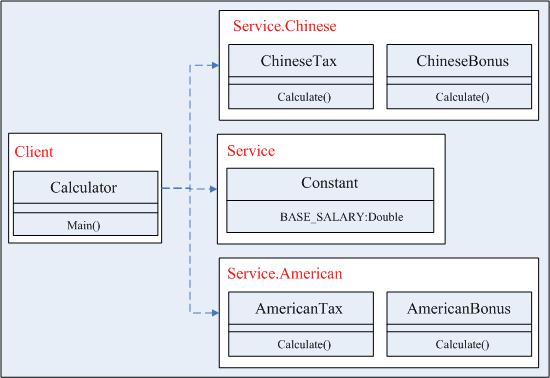 Service.Chinese
ChineseTax
Calculate()
ChineseBonus
Calculate()
Client
Calculator
Main()
Service
Constant
BASE_SALARY:Double
Service.American
AmericanTax
Calculate()
AmericanBonus
Calculate()